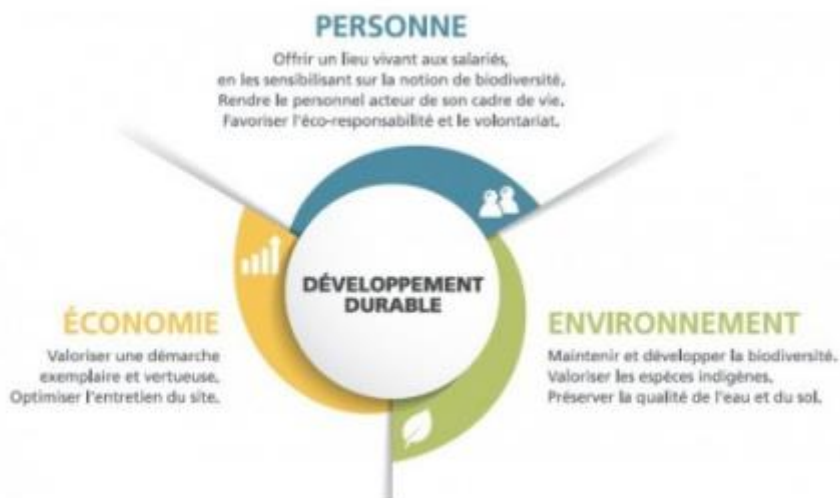 PERSONNE
Offrir un lieu vivant aux salariés,
en les sensibilisant sur la notion de biodiversité.
Rendre le personnel acteur de son cadre de vie.
Favoriser l'éco-responsabilité et le volontariat.
DÉVELOPPEMENT
DURABLE
ÉCONOMIE
Valoriser une démarche
exemplaire et vertueuse.
Optimiser l'entretien du site.
ENVIRONNEMENT
Maintenir et développer la biodiversité.
Valoriser les espèces indigènes.
Préserver la qualité de l'eau et du sol.